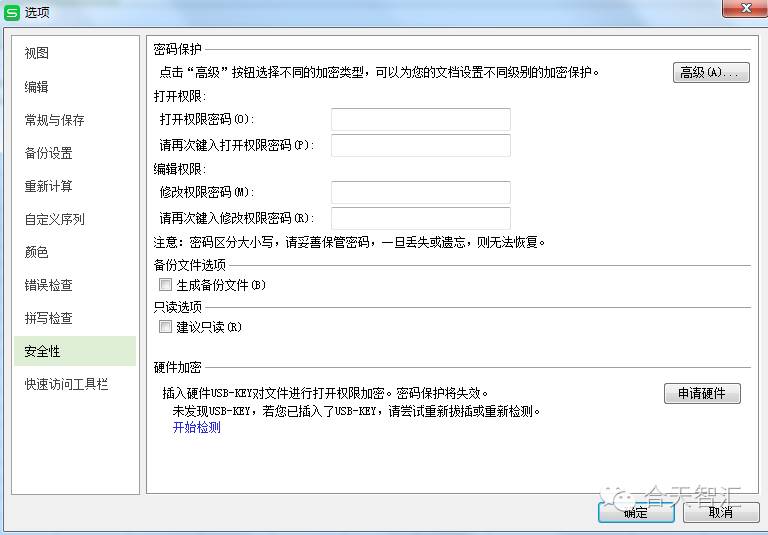 选项
视图
编辑
常规与保存
备份设置
重新计算
自定义序列
颜色
错误检查
拼写检查
安全性
快速访问工具栏
密码保护
点击“高级”按钮选择不同的加密类型，可以为您的文档设置不同级别的加密保护。
高级(A)...
打开权限:
打开权限密码(O):
请再次键入打开权限密码(P):
编辑权限:
修改权限密码(M):
请再次键入修改权限密码(R):
注意：密码区分大小写，请妥善保管密码，一旦丢失或遗忘，则无法恢复。
备份文件选项
生成备份文件(B)
只读选项
建议只读(R)
硬件加密
插入硬件USB-KEY对文件进行打开权限加密。密码保护将失效。
申请硬件
未发现USB-KEY，若您已插入了USB-KEY，请尝试重新拔插或重新检测。
开始检测
合天智汇
确定
取消